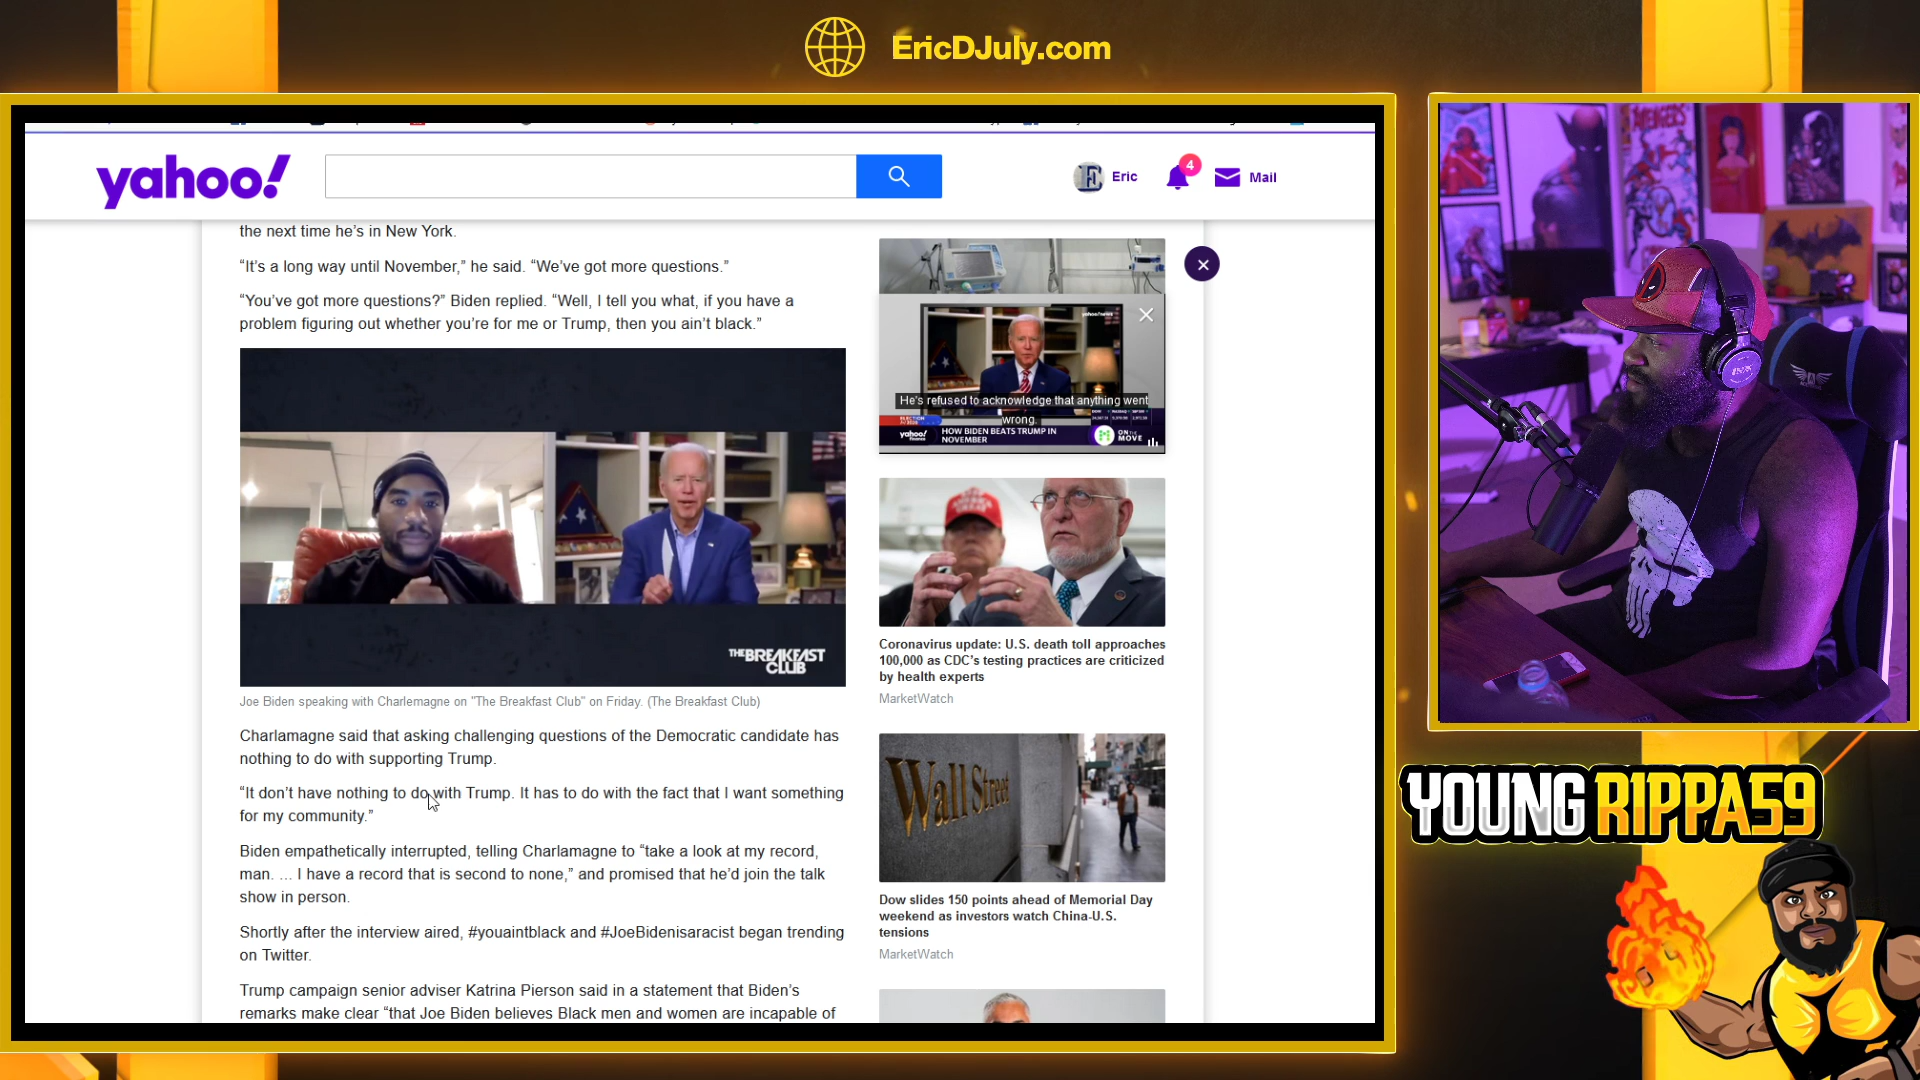 EricDJuly.com
yahoo!
Eric
4
Mail
the next time he's in New York.
“It’s a long way until November,” he said. “We’ve got more questions.”
“You’ve got more questions?” Biden replied. “Well, I tell you what, if you have a
problem figuring out whether you’re for me or Trump, then you ain’t black.”
THE BREAKFAST
CLUB
Joe Biden speaking with Charlemagne on "The Breakfast Club" on Friday. (The Breakfast Club)
Charlamagne said that asking challenging questions of the Democratic candidate has
nothing to do with supporting Trump.
“It don’t have nothing to do with Trump. It has to do with the fact that I want something
for my community.”
Biden empathetically interrupted, telling Charlamagne to “take a look at my record,
man. ... I have a record that is second to none,” and promised that he’d join the talk
show in person.
Shortly after the interview aired, #youaintblack and #JoeBidenisaracist began trending
on Twitter.
Trump campaign senior adviser Katrina Pierson said in a statement that Biden’s
remarks make clear “that Joe Biden believes Black men and women are incapable of
He's refused to acknowledge that anything went
wrong.
yahoo!
finance
HOW BIDEN BEATS TRUMP IN
NOVEMBER
ON THE
MOVE
Coronavirus update: U.S. death toll approaches
100,000 as CDC's testing practices are criticized
by health experts
MarketWatch
Wall Street
Dow slides 150 points ahead of Memorial Day
weekend as investors watch China-U.S.
tensions
MarketWatch
AVENGERS
YOUNG RIPPA59